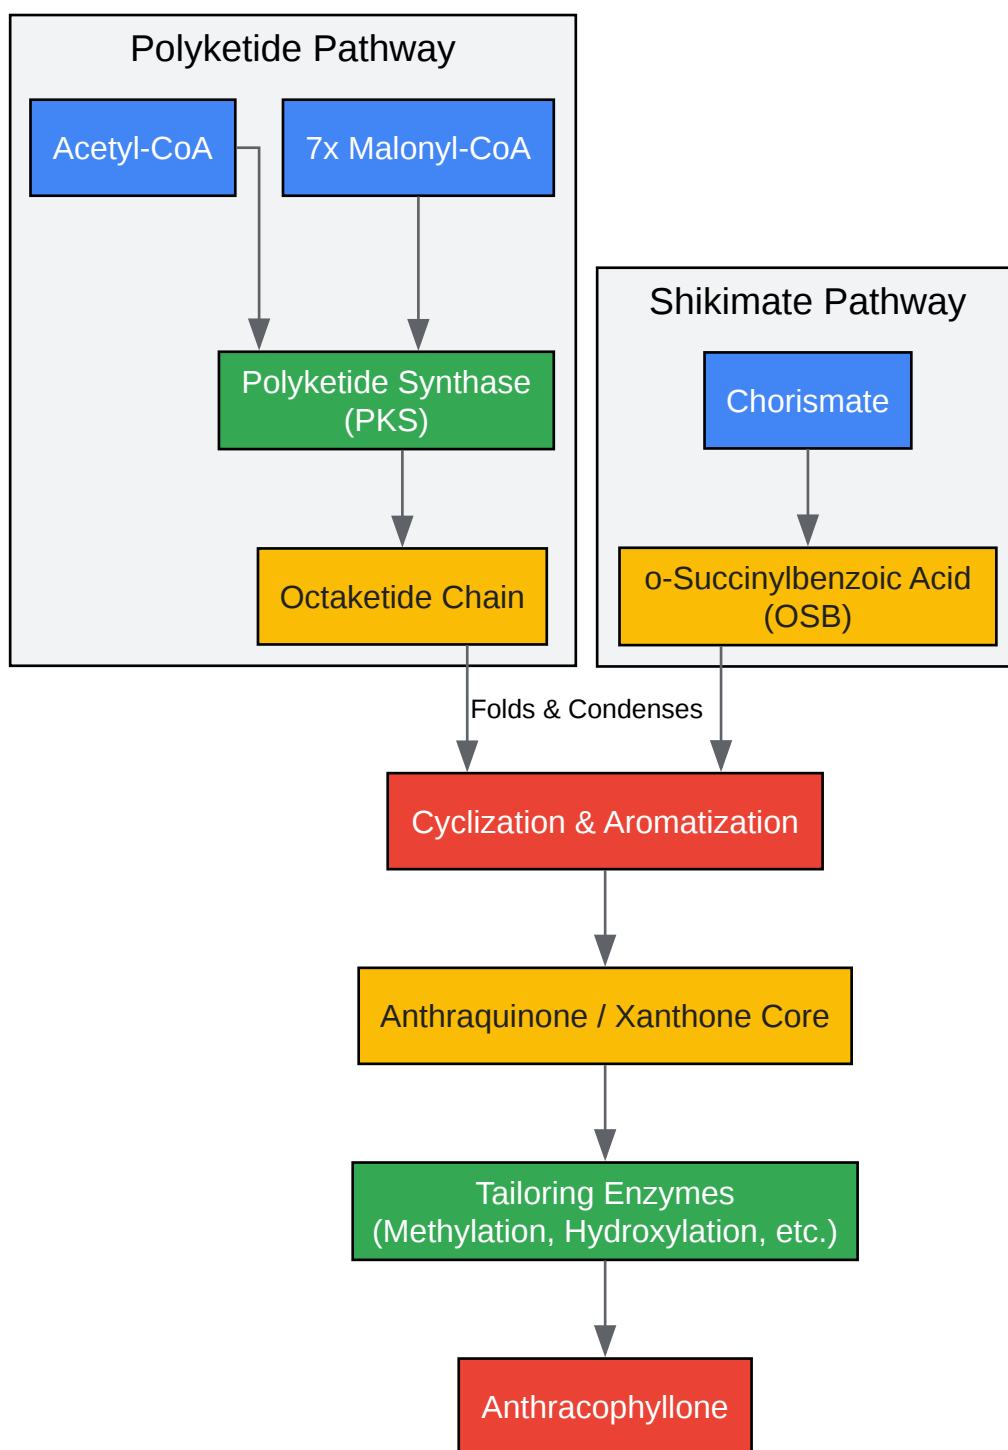 Polyketide Pathway
Acetyl-CoA
7x Malonyl-CoA
Shikimate Pathway
Polyketide Synthase
(PKS)
Chorismate
Octaketide Chain
o-Succinylbenzoic Acid
(OSB)
Folds & Condenses
Cyclization & Aromatization
Anthraquinone / Xanthone Core
Tailoring Enzymes
(Methylation, Hydroxylation, etc.)
Anthracophyllone